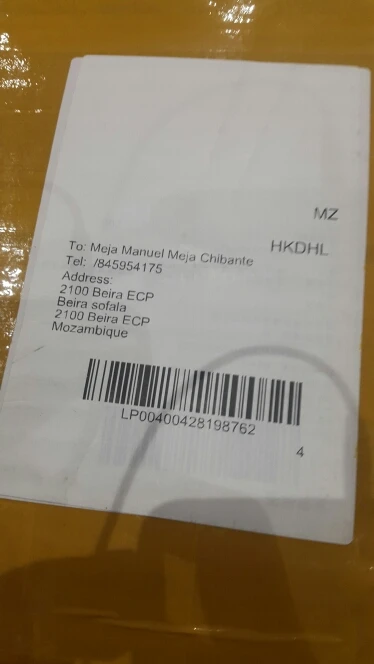 MZ
HKDHL
To: Meja Manuel Meja Chibante
Tel: /845954175
Address:
2100 Beira ECP
Beira sofala
2100 Beira ECP
Mozambique
LP00400428198762
4